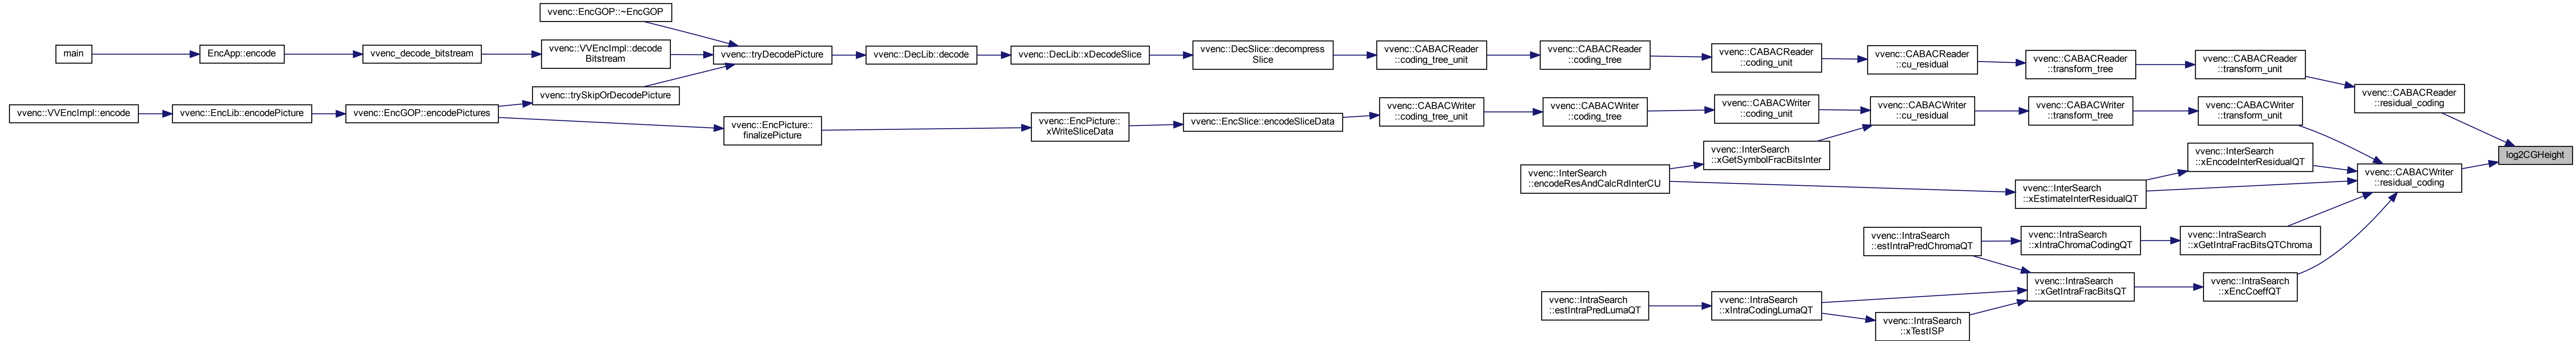 vvenc::EncGOP::~EncGOP
main
EncApp::encode
vvenc_decode_bitstream
vvenc::VVEncImpl::decode
Bitstream
vvenc::tryDecodePicture
vvenc::DecLib::decode
vvenc::DecLib::xDecodeSlice
vvenc::DecSlice::decompress
Slice
vvenc::CABACReader
::coding_tree_unit
vvenc::CABACReader
::coding_tree
vvenc::CABACReader
::coding_unit
vvenc::CABACReader
::cu_residual
vvenc::CABACReader
::transform_tree
vvenc::CABACReader
::transform_unit
vvenc::CABACReader
::residual_coding
vvenc::trySkipOrDecodePicture
vvenc::VVEncImpl::encode
vvenc::EncLib::encodePicture
vvenc::EncGOP::encodePictures
vvenc::EncPicture::
finalizePicture
vvenc::EncPicture::
xWriteSliceData
vvenc::EncSlice::encodeSliceData
vvenc::CABACWriter
::coding_tree_unit
vvenc::CABACWriter
::coding_tree
vvenc::CABACWriter
::coding_unit
vvenc::CABACWriter
::cu_residual
vvenc::CABACWriter
::transform_tree
vvenc::CABACWriter
::transform_unit
log2CGHeight
vvenc::InterSearch
::xGetSymbolFracBitsInter
vvenc::InterSearch
::xEncodeInterResidualQT
vvenc::InterSearch
::encodeResAndCalcRdInterCU
vvenc::CABACWriter
::residual_coding
vvenc::InterSearch
::xEstimateInterResidualQT
vvenc::IntraSearch
::estIntraPredChromaQT
vvenc::IntraSearch
::xIntraChromaCodingQT
vvenc::IntraSearch
::xGetIntraFracBitsQTChroma
vvenc::IntraSearch
::xGetIntraFracBitsQT
vvenc::IntraSearch
::xEncCoeffQT
vvenc::IntraSearch
::estIntraPredLumaQT
vvenc::IntraSearch
::xIntraCodingLumaQT
vvenc::IntraSearch
::xTestISP